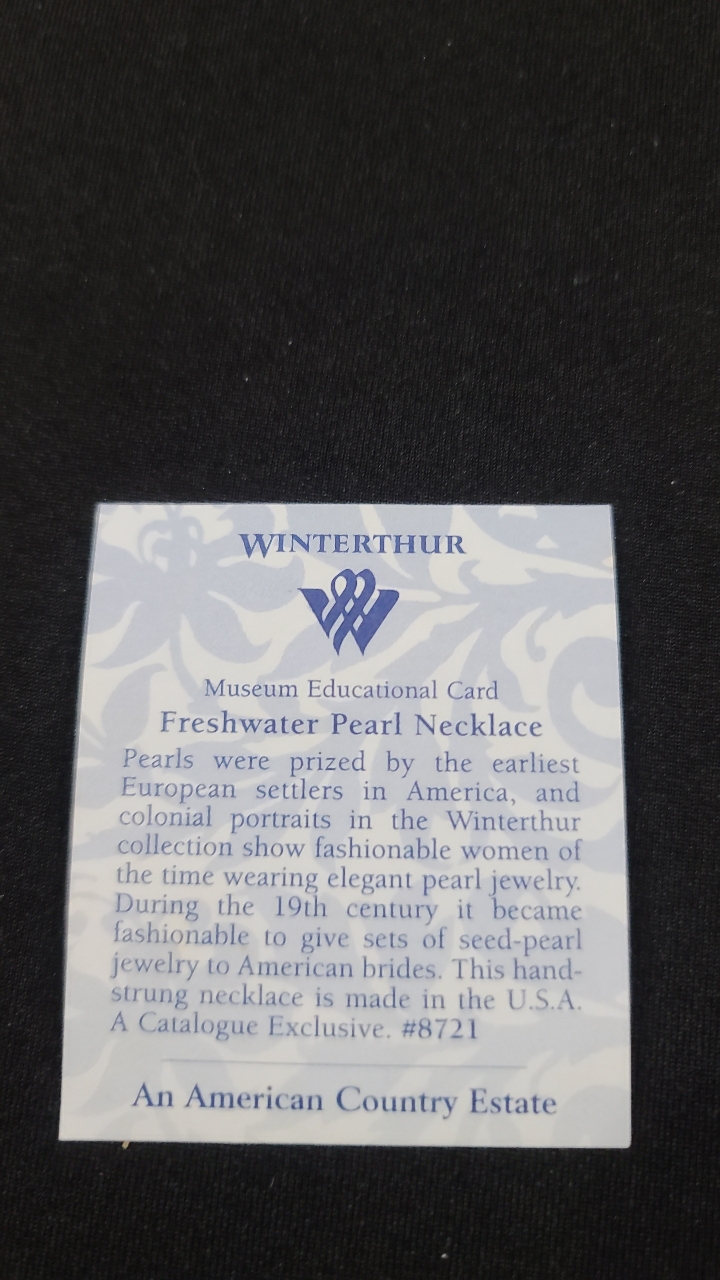 WINTERTHUR
Museum Educational Card
Freshwater Pearl Necklace
Pearls were prized by the earliest
European settlers in America, and
colonial portraits in the Winterthur
collection show fashionable women of
the time wearing elegant pearl jewelry.
During the 19th century it became
fashionable to give sets of seed-pearl
jewelry to American brides. This hand-
strung necklace is made in the U.S.A.
A Catalogue Exclusive. #8721
An American Country Estate